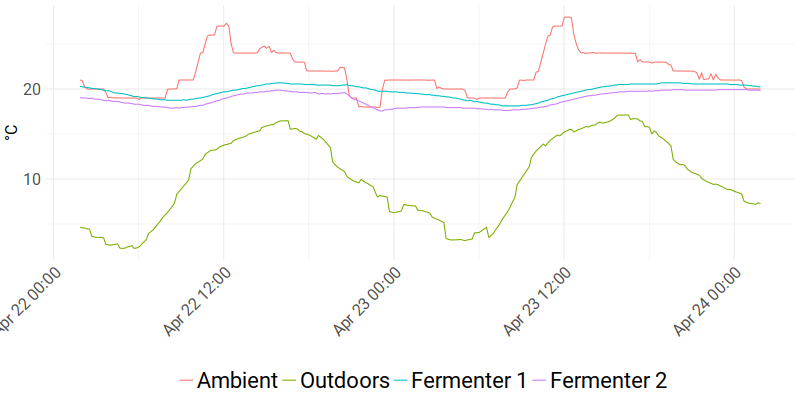 °C
20
10
Apr 22 00:00
Apr 22 12:00
Apr 23 00:00
Apr 23 12:00
Apr 24 00:00
Ambient Outdoors Fermenter 1 Fermenter 2